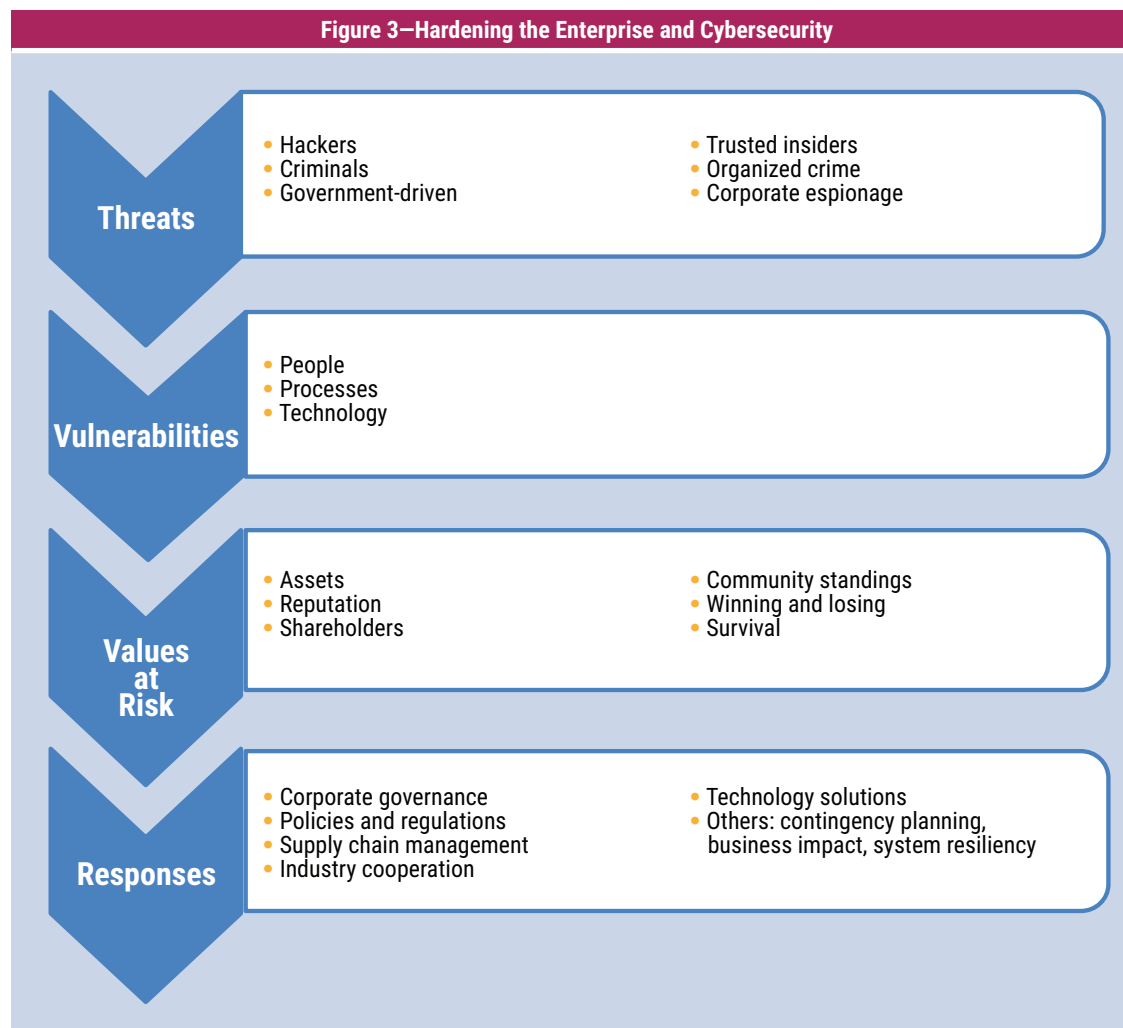 Figure 3—Hardening the Enterprise and Cybersecurity
Threats
• Hackers
• Criminals
• Government-driven
• Trusted insiders
• Organized crime
• Corporate espionage
Vulnerabilities
• People
• Processes
• Technology
Values
at
Risk
• Assets
• Reputation
• Shareholders
• Community standings
• Winning and losing
• Survival
Responses
• Corporate governance
• Policies and regulations
• Supply chain management
• Industry cooperation
• Technology solutions
• Others: contingency planning,
business impact, system resiliency